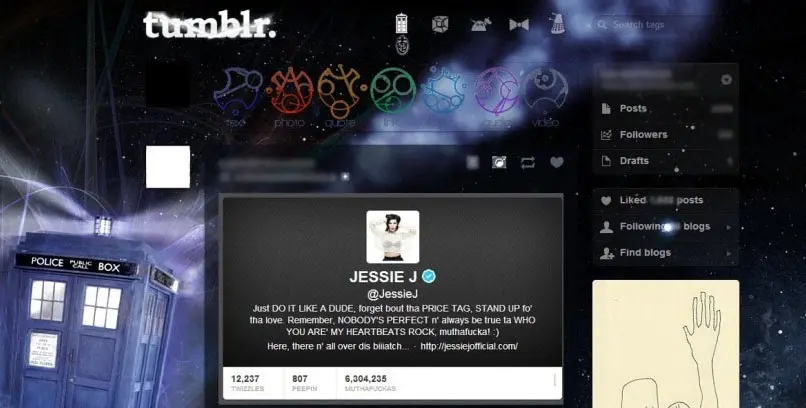 tumblr.
Search tags
text photo quote link chat audio video
Posts
Followers
Drafts
Liked posts
Following blogs
Find blogs
POLICE PUBLIC CALL BOX
JESSIE J
@JessieJ
Just DO IT LIKE A DUDE, forget bout tha PRICE TAG, STAND UP fo'
tha love. Remember, NOBODY'S PERFECT n' always be true ta WHO
YOU ARE' MY HEARTBEATS ROCK, muthafucka! :)
Here, there n' all over dis biiiatch... · http://jessiejofficial.com/
12,237 807 6,304,235
TWIZZLES PEEPIN MUTHAFUCKAS